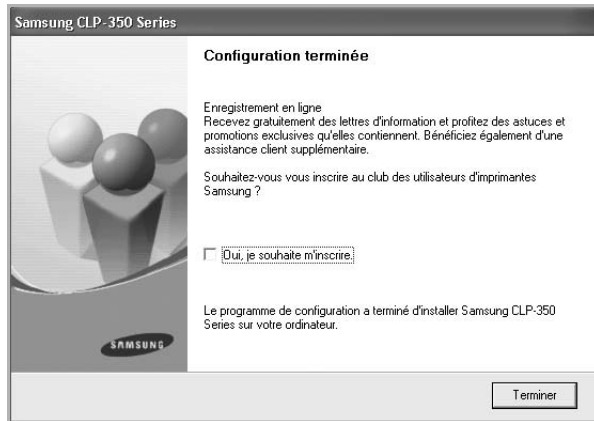 Samsung CLP-350 Series
Configuration terminée
Enregistrement en ligne
Recevez gratuitement des lettres d'information et profitez des astuces et
promotions exclusives qu'elles contiennent. Bénéficiez également d'une
assistance client supplémentaire.
Souhaitez-vous vous inscrire au club des utilisateurs d'imprimantes
Samsung ?
Oui, je souhaite m'inscrire.
Le programme de configuration a terminé d'installer Samsung CLP-350
Series sur votre ordinateur.
SAMSUNG
Terminer